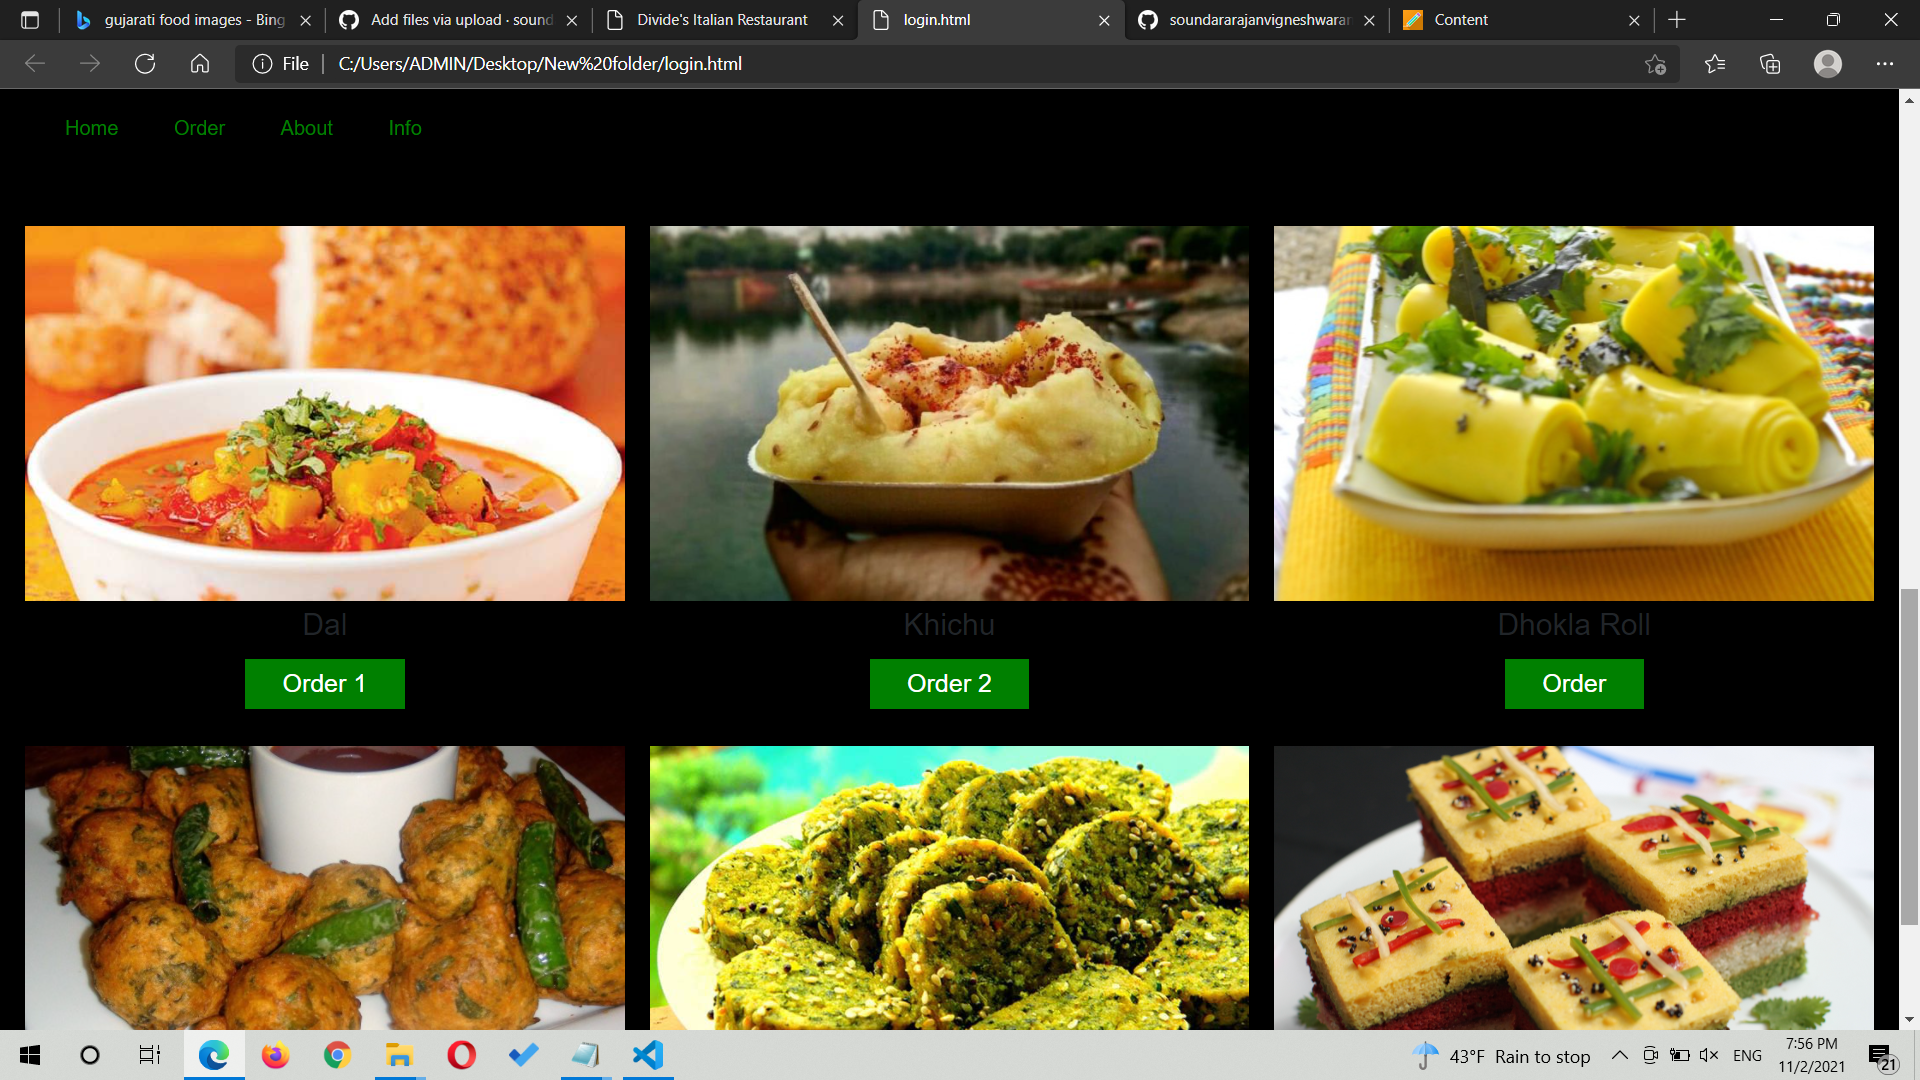 gujarati food images - Bing
Add files via upload · sound
Divide's Italian Restaurant
login.html
soundararajanvigneshwaran
Content
File
C:/Users/ADMIN/Desktop/New%20folder/login.html
Home
Order
About
Info
Dal
Khichu
Dhokla Roll
Order 1
Order 2
Order
43°F Rain to stop
ENG
7:56 PM
11/2/2021
21